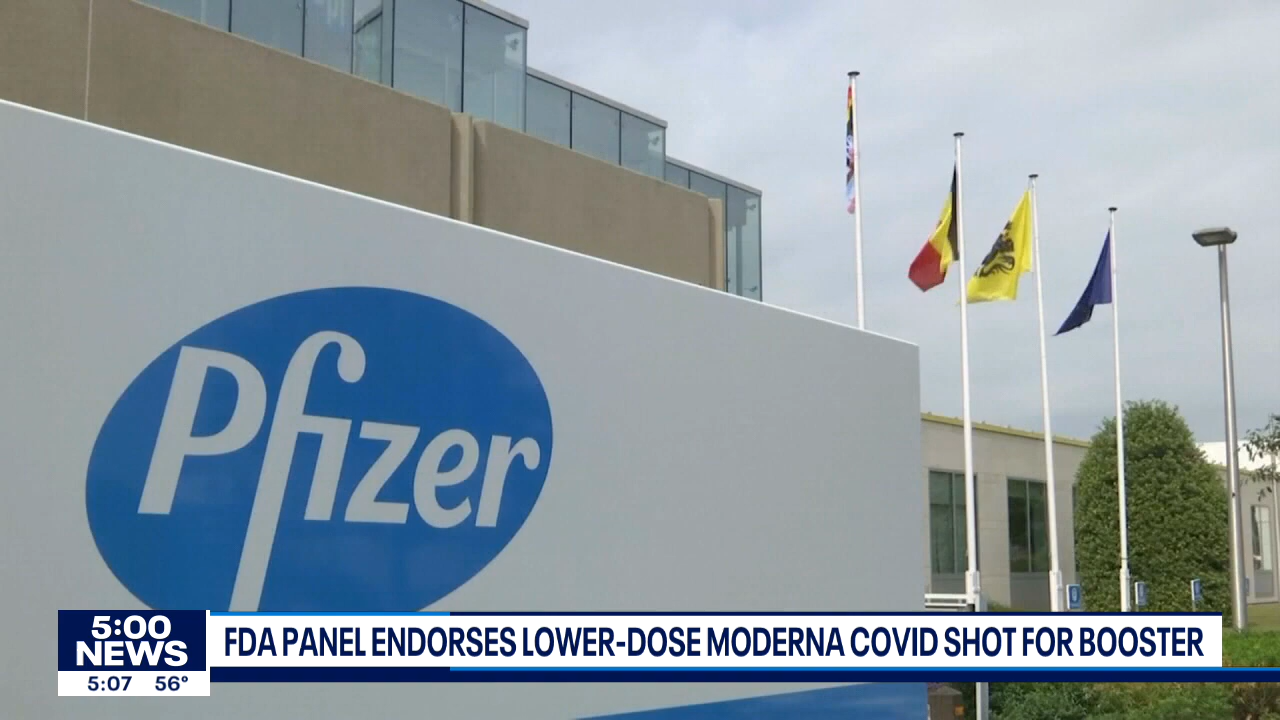 Pfizer
5:00
NEWS
FDA PANEL ENDORSES LOWER-DOSE MODERNA COVID SHOT FOR BOOSTER
5:07 56°